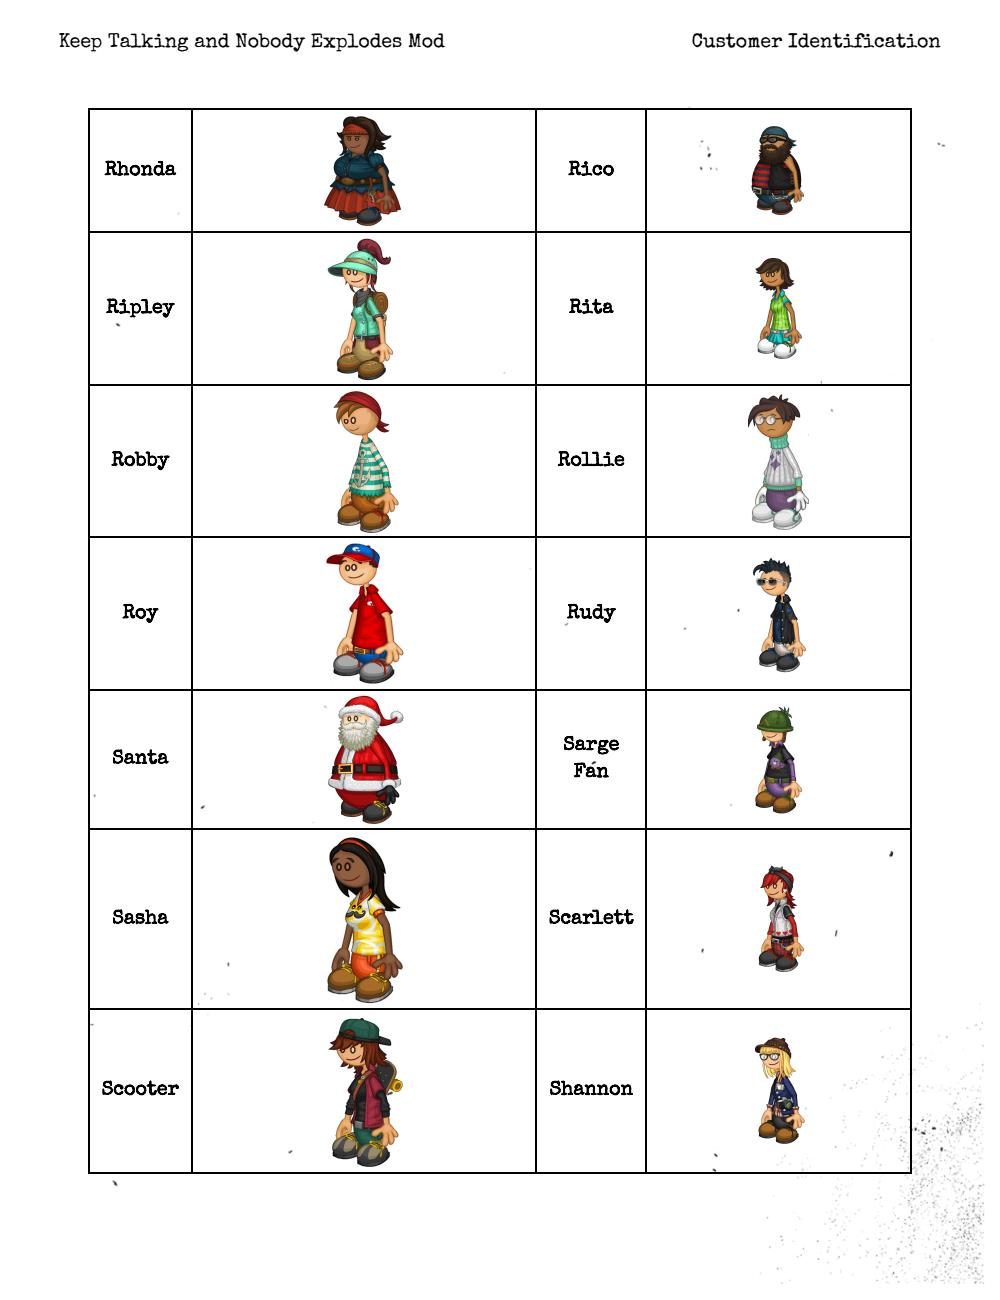 Keep Talking and Nobody Explodes Mod
Customer Identification
Rhonda
Rico
Ripley
Rita
Robby
Rollie
Roy
Rudy
Santa
Sarge
Fan
Sasha
Scarlett
Scooter
Shannon